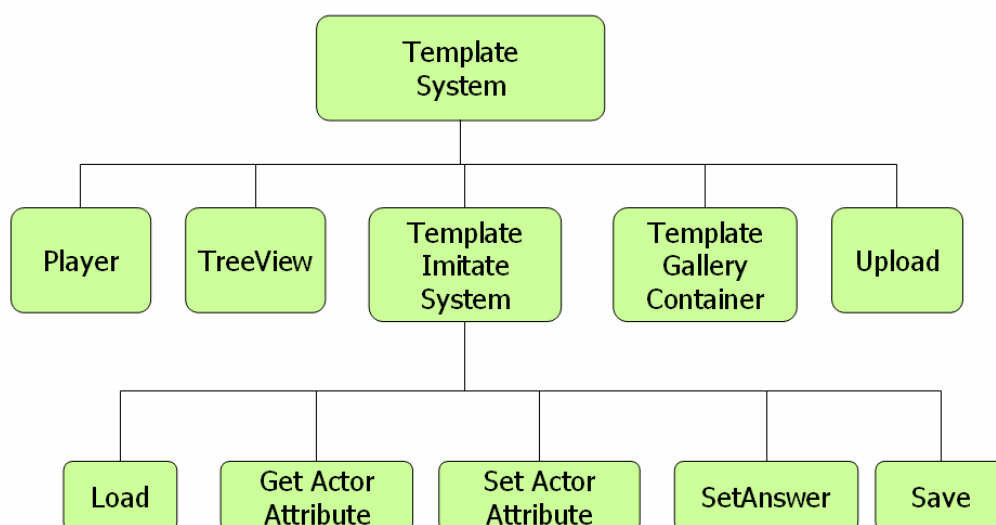 Template
System
Player
TreeView
Template
Imitate
System
Template
Gallery
Container
Upload
Load
Get Actor
Attribute
Set Actor
Attribute
SetAnswer
Save